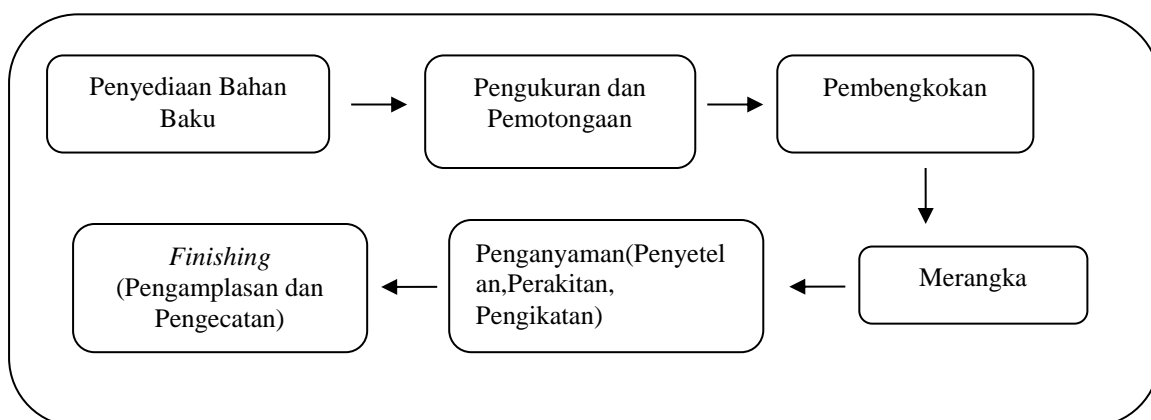 Penyediaan Bahan
Baku
Pengukuran dan
Pemotongaan
Pembengkokan
Merangka
Penganyaman(Penyetel
an,Perakitan,
Pengikatan)
Finishing
(Pengamplasan dan
Pengecatan)